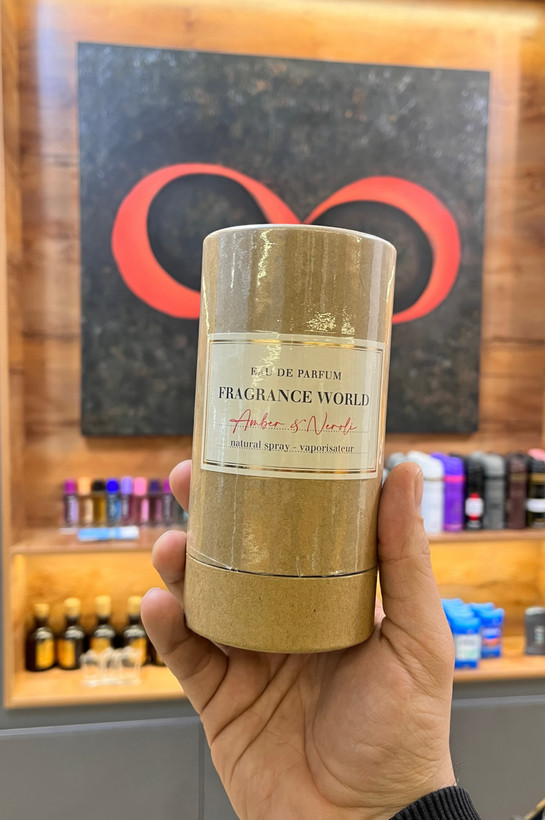 EAU DE PARFUM
FRAGRANCE WORLD
Amber & Neroli
natural spray - vaporisateur